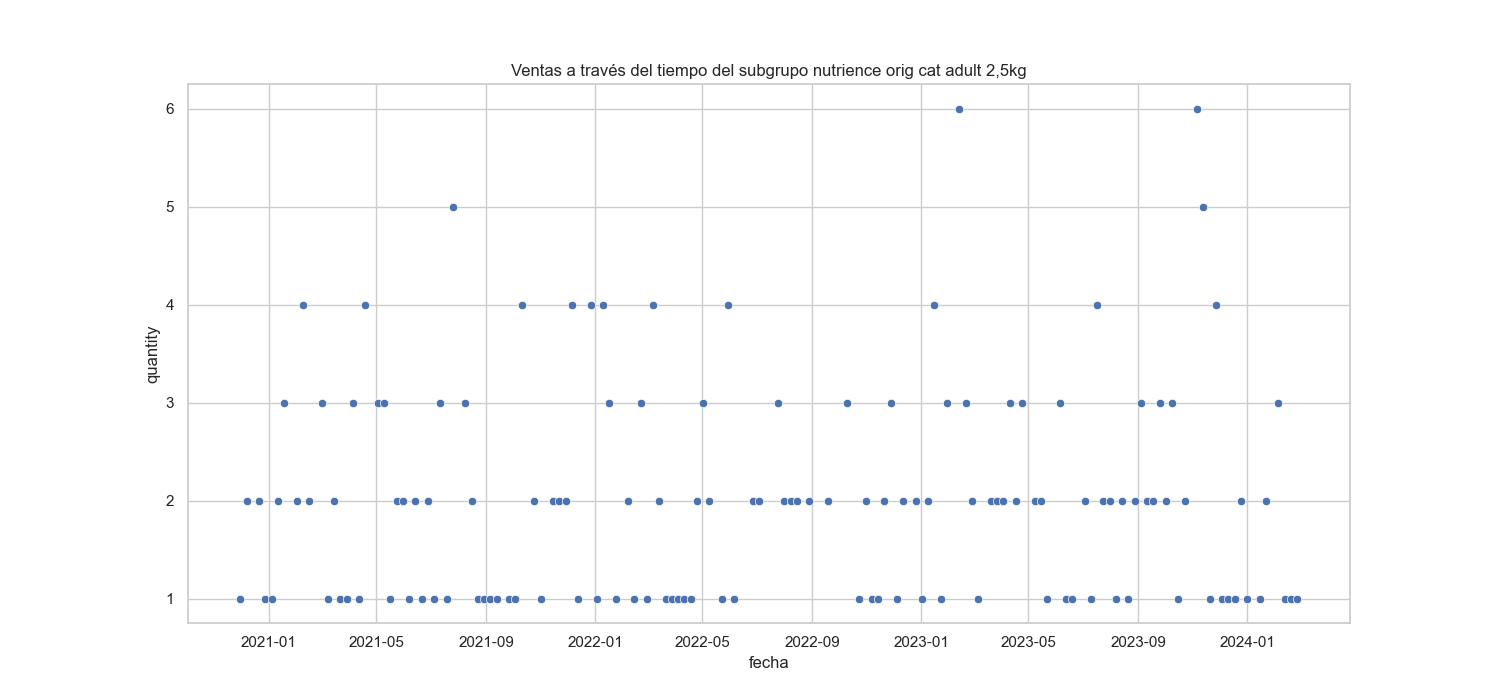 Ventas a través del tiempo del subgrupo nutrience orig cat adult 2,5kg
6
5
4
3
2
1
quantity
2021-01 2021-05 2021-09 2022-01 2022-05 2022-09 2023-01 2023-05 2023-09 2024-01
fecha